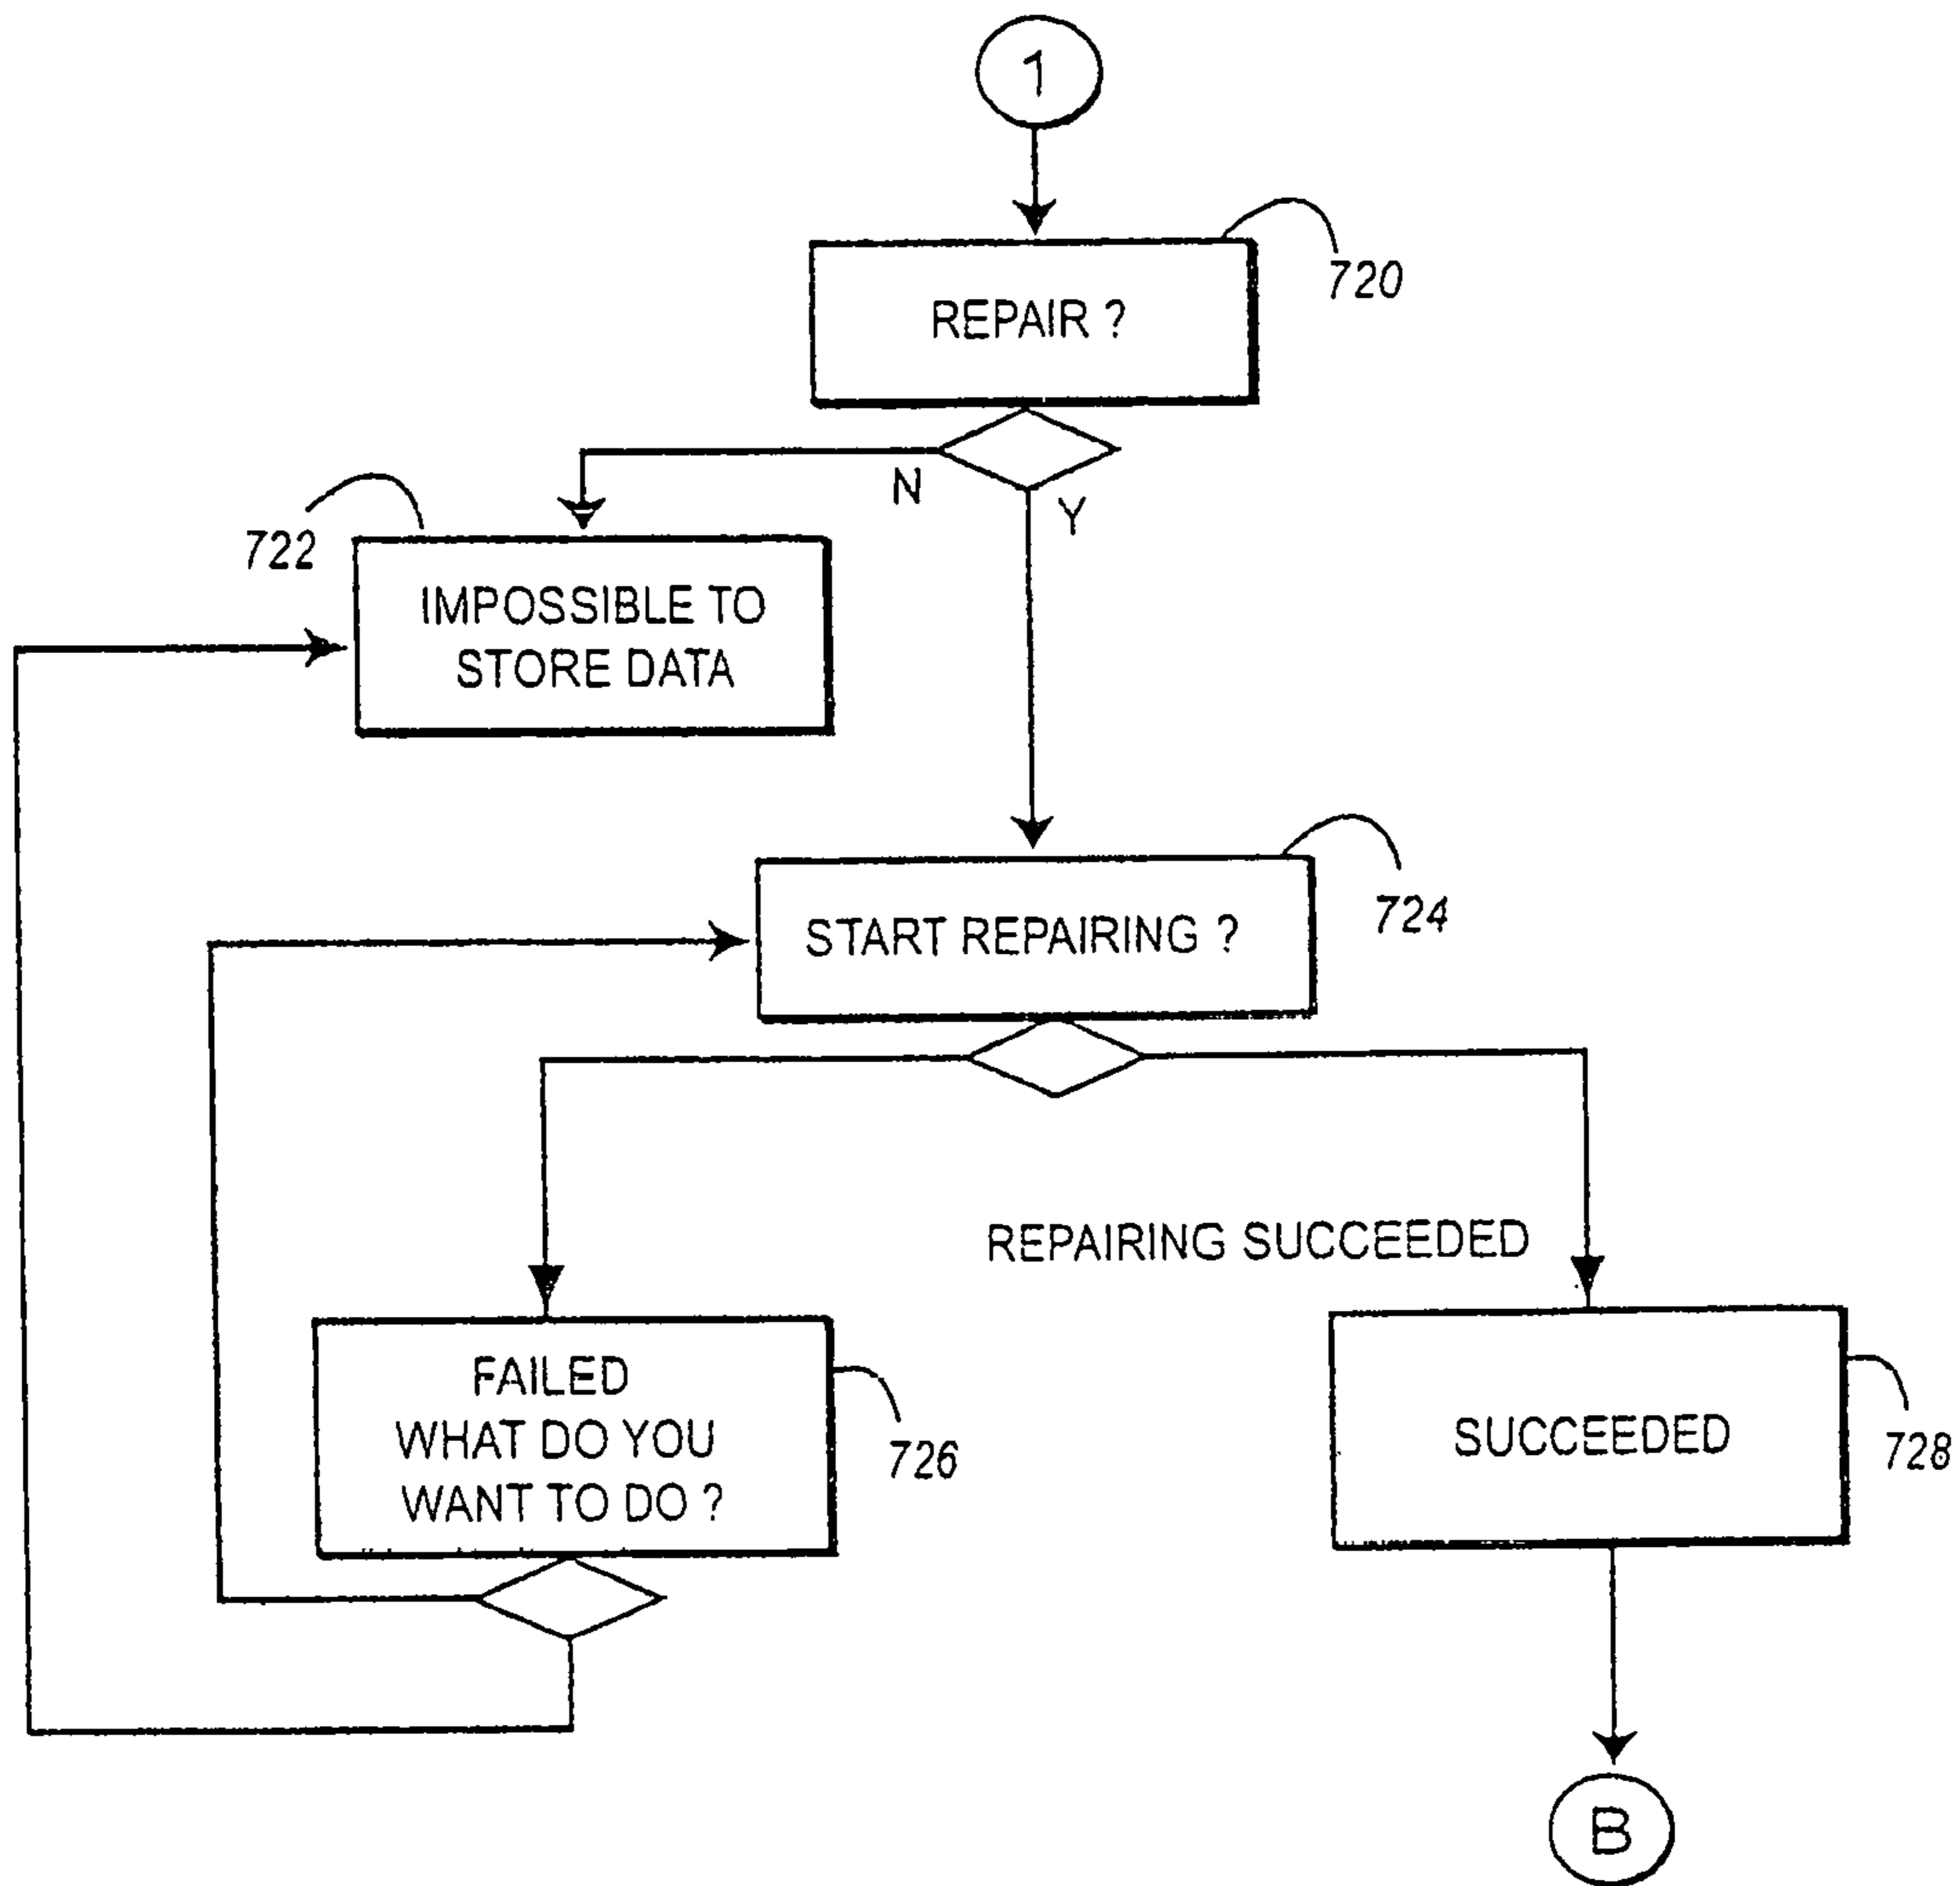 1
720
REPAIR ?
N
Y
722
IMPOSSIBLE TO
STORE DATA
724
START REPAIRING ?
REPAIRING SUCCEEDED
FAILED
WHAT DO YOU
WANT TO DO ?
726
SUCCEEDED
728
B